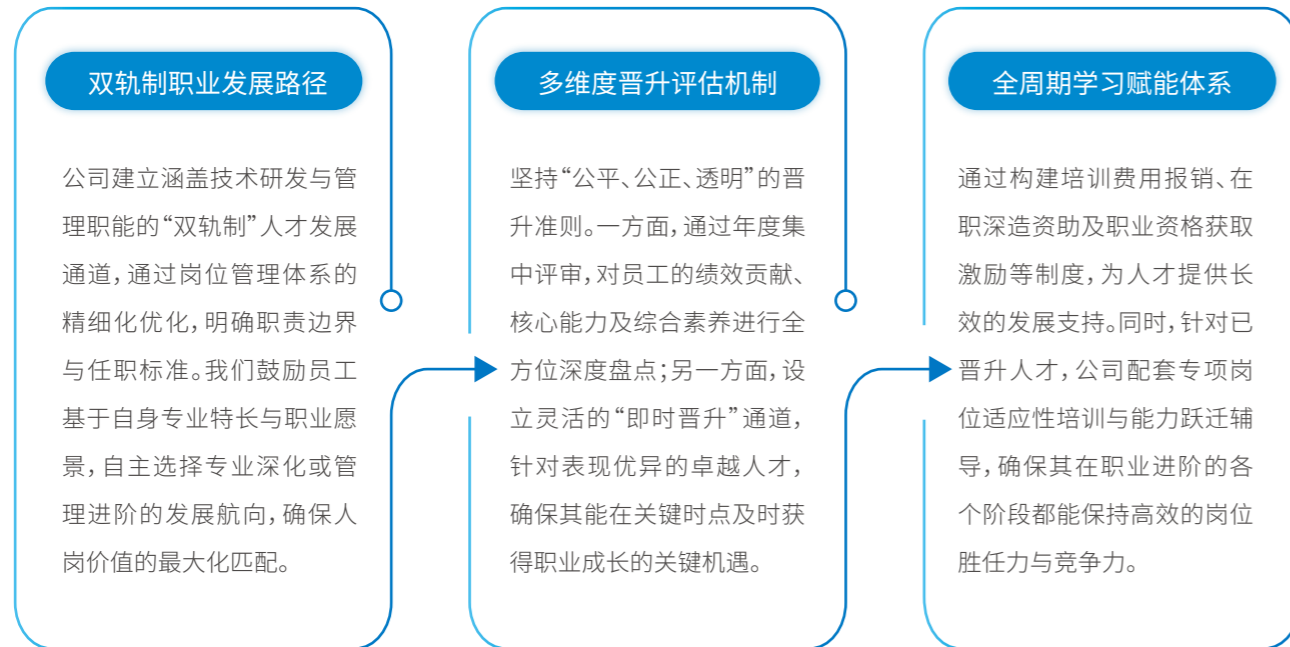 双轨制职业发展路径
公司建立涵盖技术研发与管
理职能的“双轨制”人才发展
通道，通过岗位管理体系的
精细化优化，明确职责边界
与任职标准。我们鼓励员工
基于自身专业特长与职业愿
景，自主选择专业深化或管
理进阶的发展航向，确保人
岗价值的最大化匹配。
多维度晋升评估机制
坚持“公平、公正、透明”的晋
升准则。一方面，通过年度集
中评审，对员工的绩效贡献、
核心能力及综合素养进行全
方位深度盘点；另一方面，设
立灵活的“即时晋升”通道，
针对表现优异的卓越人才，
确保其能在关键时点及时获
得职业成长的关键机遇。
全周期学习赋能体系
通过构建培训费用报销、在
职深造资助及职业资格获取
激励等制度，为人才提供长
效的发展支持。同时，针对已
晋升人才，公司配套专项岗
位适应性培训与能力跃迁辅
导，确保其在职业进阶的各
个阶段都能保持高效的岗位
胜任力与竞争力。